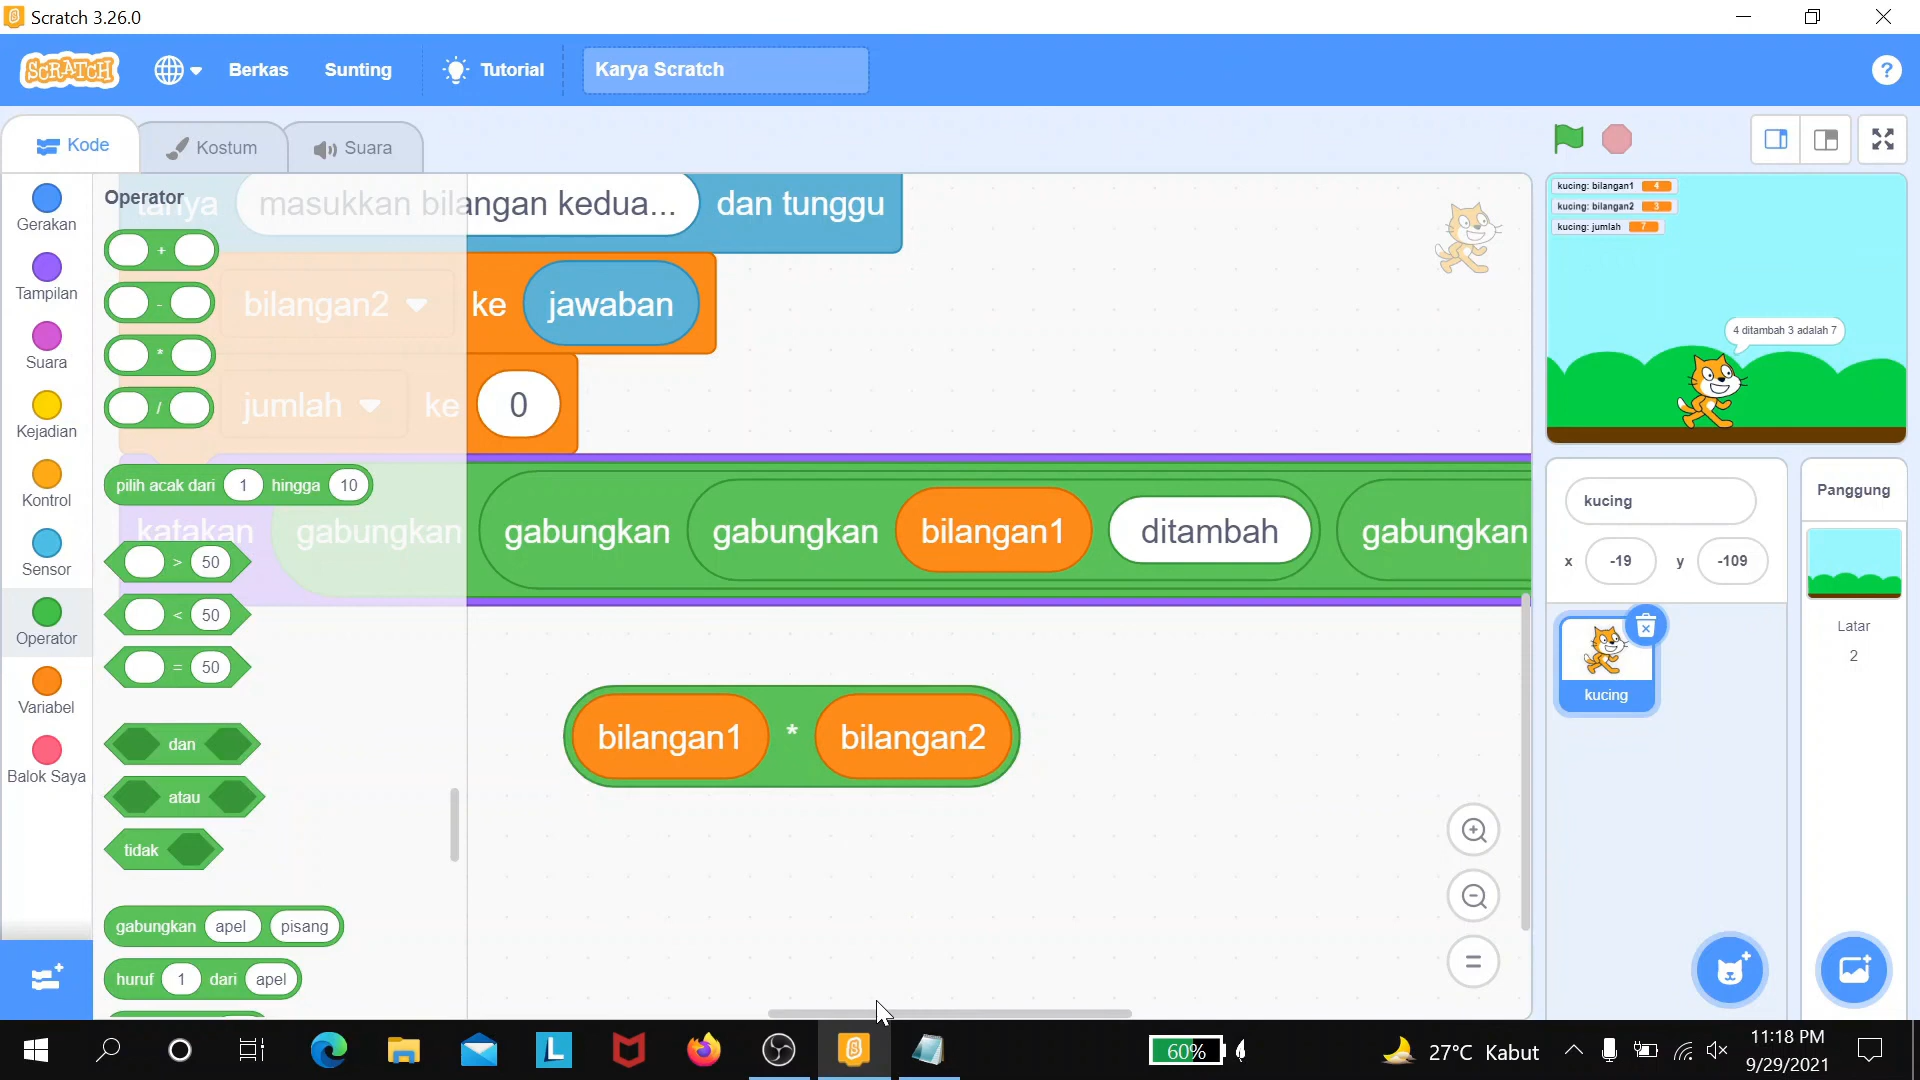 Scratch 3.26.0
SCRATCH
Berkas
Sunting
Tutorial
Karya Scratch
?
Kode
Kostum
Suara
Gerakan
Tampilan
Suara
Kejadian
Kontrol
Sensor
Operator
Variabel
Balok Saya
Operator
+
-
*
/
pilih acak dari 1 hingga 10
> 50
< 50
= 50
dan
atau
tidak
gabungkan apel pisang
huruf 1 dari apel
tanya masukkan bilangan kedua... dan tunggu
bilangan2 ke jawaban
jumlah ke 0
katakan gabungkan gabungkan gabungkan bilangan1 ditambah gabungkan
bilangan1 * bilangan2
kucing: bilangan1 4
kucing: bilangan2 3
kucing: jumlah 7
4 ditambah 3 adalah 7
kucing
x -19 y -109
kucing
Panggung
Latar
2
L
60%
27°C Kabut
11:18 PM
9/29/2021